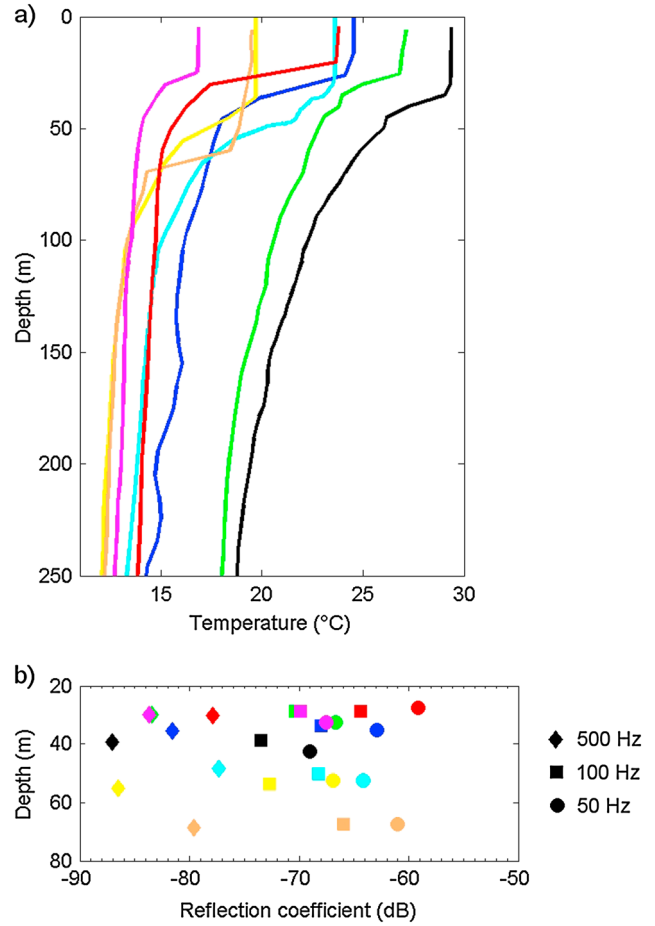 a)
0
50
100
150
200
250
Depth (m)
15 20 25 30
Temperature (°C)
b)
20
40
60
80
Depth (m)
-90 -80 -70 -60 -50
Reflection coefficient (dB)
500 Hz
100 Hz
50 Hz